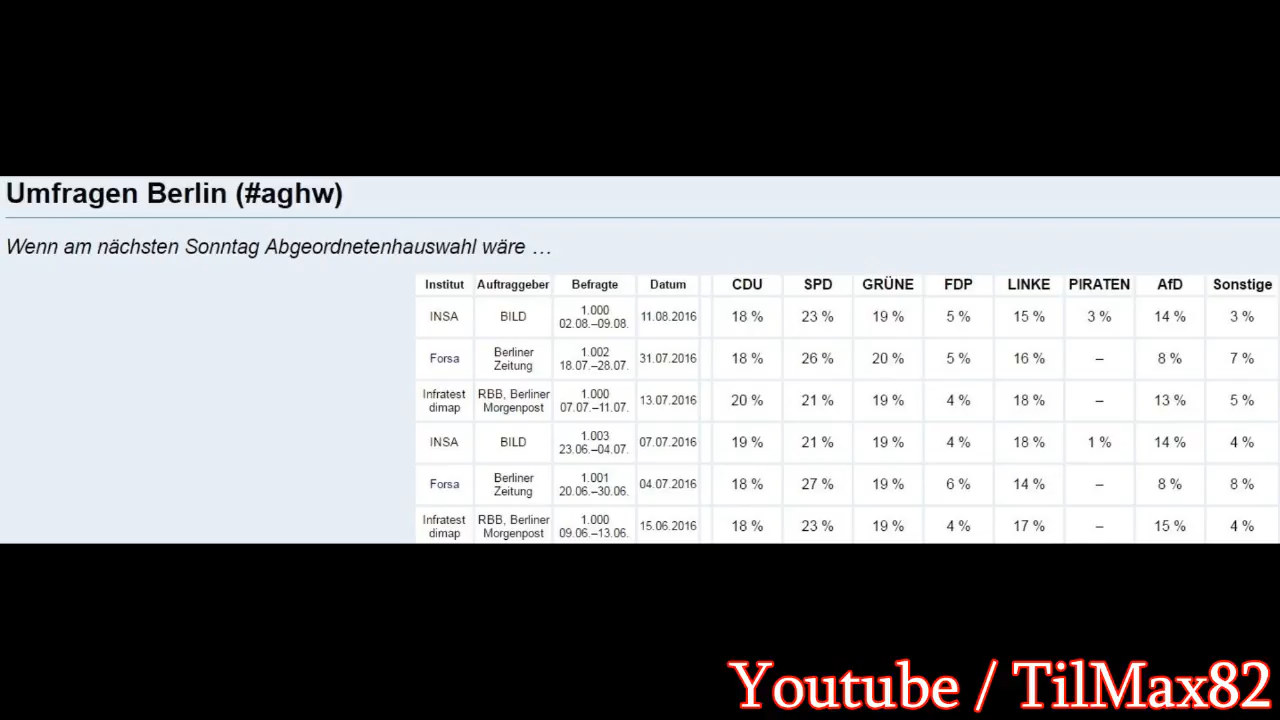 Umfragen Berlin (#aghw)
Wenn am nächsten Sonntag Abgeordnetenhauswahl wäre …
Institut Auftraggeber Befragte Datum CDU SPD GRÜNE FDP LINKE PIRATEN AfD Sonstige
INSA BILD 1.000 02.08.–09.08. 11.08.2016 18 % 23 % 19 % 5 % 15 % 3 % 14 % 3 %
Forsa Berliner Zeitung 1.002 18.07.–28.07. 31.07.2016 18 % 26 % 20 % 5 % 16 % – 8 % 7 %
Infratest dimap RBB, Berliner Morgenpost 1.000 07.07.–11.07. 13.07.2016 20 % 21 % 19 % 4 % 18 % – 13 % 5 %
INSA BILD 1.003 23.06.–04.07. 07.07.2016 19 % 21 % 19 % 4 % 18 % 1 % 14 % 4 %
Forsa Berliner Zeitung 1.001 20.06.–30.06. 04.07.2016 18 % 27 % 19 % 6 % 14 % – 8 % 8 %
Infratest dimap RBB, Berliner Morgenpost 1.000 09.06.–13.06. 15.06.2016 18 % 23 % 19 % 4 % 17 % – 15 % 4 %
Youtube / TilMax82